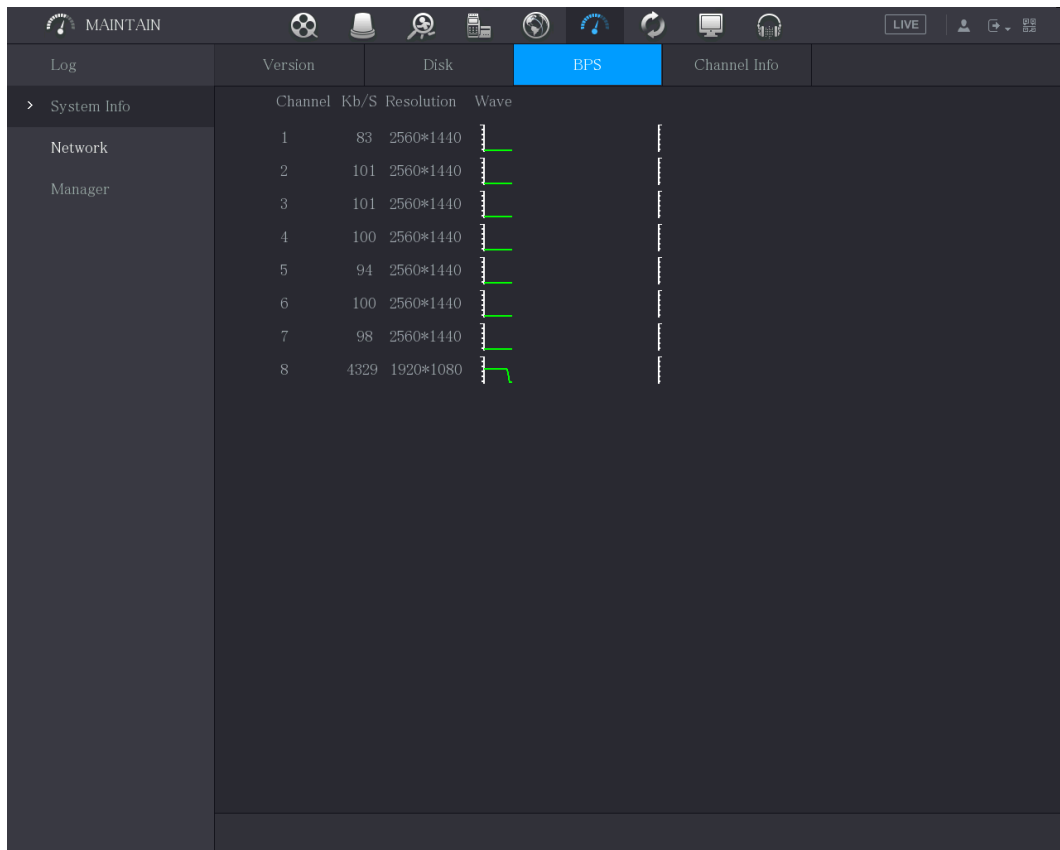 MAINTAIN LIVE
Log
System Info
Network
Manager
Version Disk BPS Channel Info
Channel Kb/S Resolution Wave
1 83 2560*1440
2 101 2560*1440
3 101 2560*1440
4 100 2560*1440
5 94 2560*1440
6 100 2560*1440
7 98 2560*1440
8 4329 1920*1080